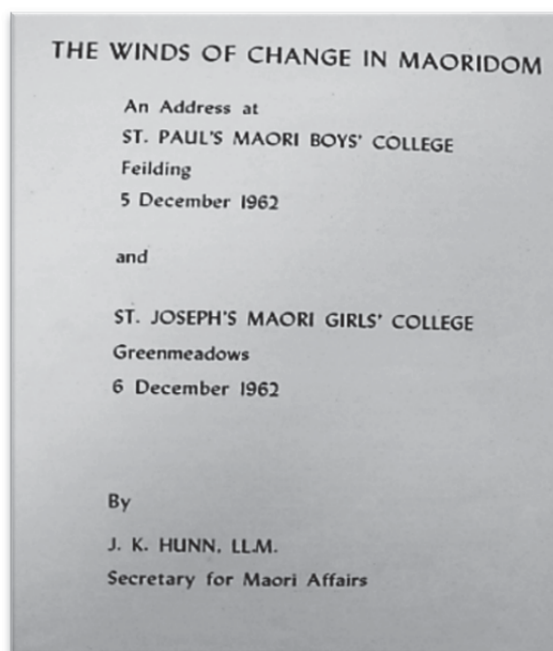 THE WINDS OF CHANGE IN MAORIDOM
An Address at
ST. PAUL'S MAORI BOYS' COLLEGE
Feilding
5 December 1962
and
ST. JOSEPH'S MAORI GIRLS' COLLEGE
Greenmeadows
6 December 1962
By
J. K. HUNN, LL.M.
Secretary for Maori Affairs